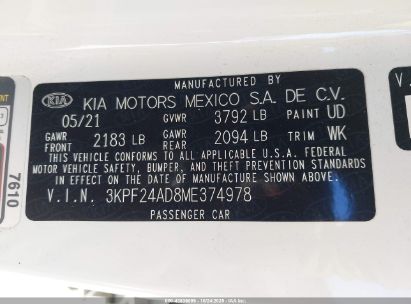 MANUFACTURED BY
KIA KIA MOTORS MEXICO S.A. DE C.V.
05/21 GVWR 3792 LB PAINT UD
GAWR FRONT 2183 LB GAWR REAR 2094 LB TRIM WK
THIS VEHICLE CONFORMS TO ALL APPLICABLE U.S.A. FEDERAL
MOTOR VEHICLE SAFETY, BUMPER, AND THEFT PREVENTION STANDARDS
IN EFFECT ON THE DATE OF MANUFACTURE SHOWN ABOVE.
V.I.N. 3KPF24AD8ME374978
PASSENGER CAR
7610